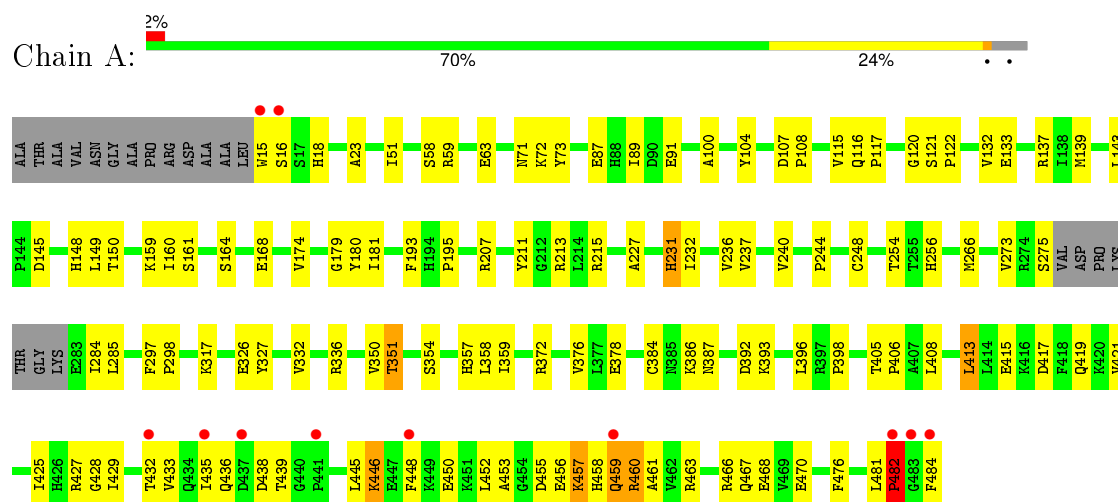 2%
Chain A:
70% 24% • •
ALA THR ALA VAL ASN GLY ALA PRO ARG ASP ALA ALA LEU W15 S16 S17 H18 A23 I51 S58 R59 E63 N71 K72 Y73 E87 H88 I89 D90 E91 A100 Y104 D107 P108 V115 Q116 P117 G120 S121 P122 V132 E133 R137 I138 M139 L143
P144 D145 H148 L149 T150 K159 I160 S161 S164 E168 V174 G179 Y180 I181 F193 H194 P195 R207 Y211 G212 R213 L214 R215 A227 H231 I232 V236 V237 V240 P244 C248 T254 T255 H256 M266 V273 R274 S275 VAL ASP PRO LYS
THR GLY LYS E283 I284 L285 F297 P298 K317 E326 Y327 V332 R336 V350 T351 S354 H357 L358 I359 R372 V376 L377 E378 C384 N385 K386 N387 D392 K393 L396 R397 P398 T405 P406 A407 L408 L413 L414 E415 K416 D417 F418 Q419 K420 V421
I425 H426 R427 G428 I429 T432 V433 Q434 I435 Q436 D437 D438 T439 G440 P441 L445 K446 E447 F448 K449 E450 K451 L452 A453 G454 D455 E456 K457 H458 Q459 R460 A461 V462 R463 R466 Q467 E468 V469 E470 F476 L481 P482 G483 F484